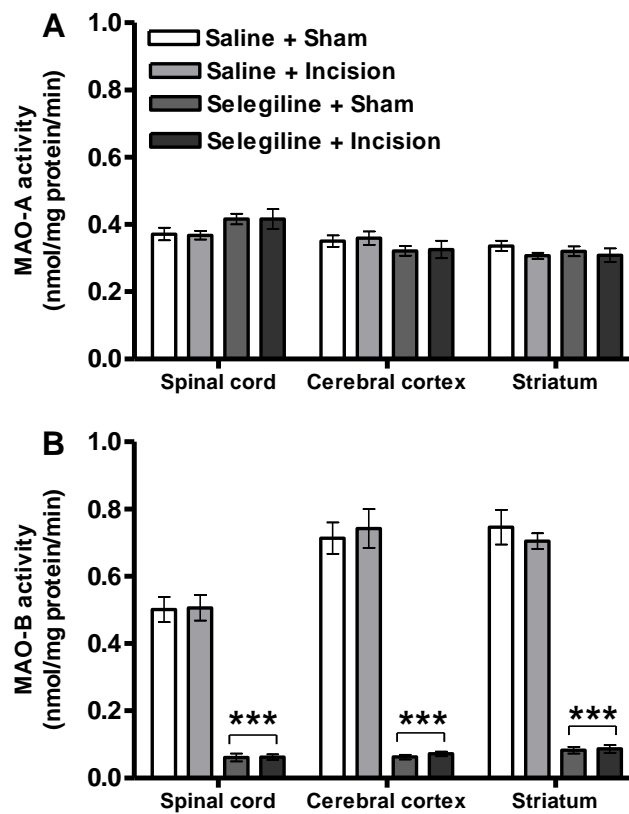 A
MAO-A activity
(nmol/mg protein/min)
1.0
0.8
0.6
0.4
0.2
0.0
Saline + Sham
Saline + Incision
Selegiline + Sham
Selegiline + Incision
Spinal cord Cerebral cortex Striatum
B
MAO-B activity
(nmol/mg protein/min)
1.0
0.8
0.6
0.4
0.2
0.0
*** *** ***
Spinal cord Cerebral cortex Striatum